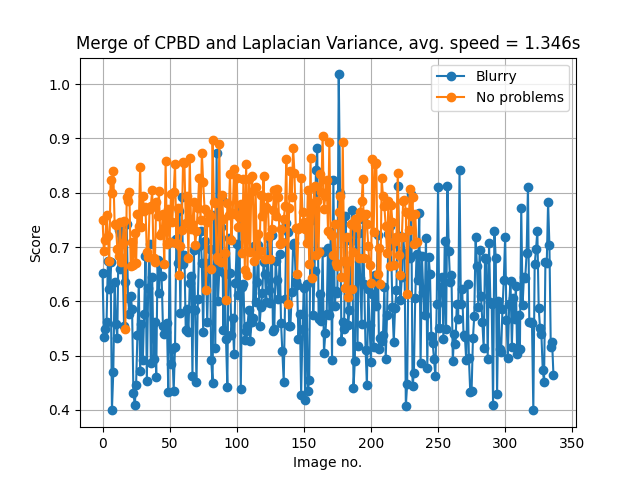 Merge of CPBD and Laplacian Variance, avg. speed = 1.346s
Blurry
No problems
1.0
0.9
0.8
0.7
0.6
0.5
0.4
Score
0 50 100 150 200 250 300 350
Image no.